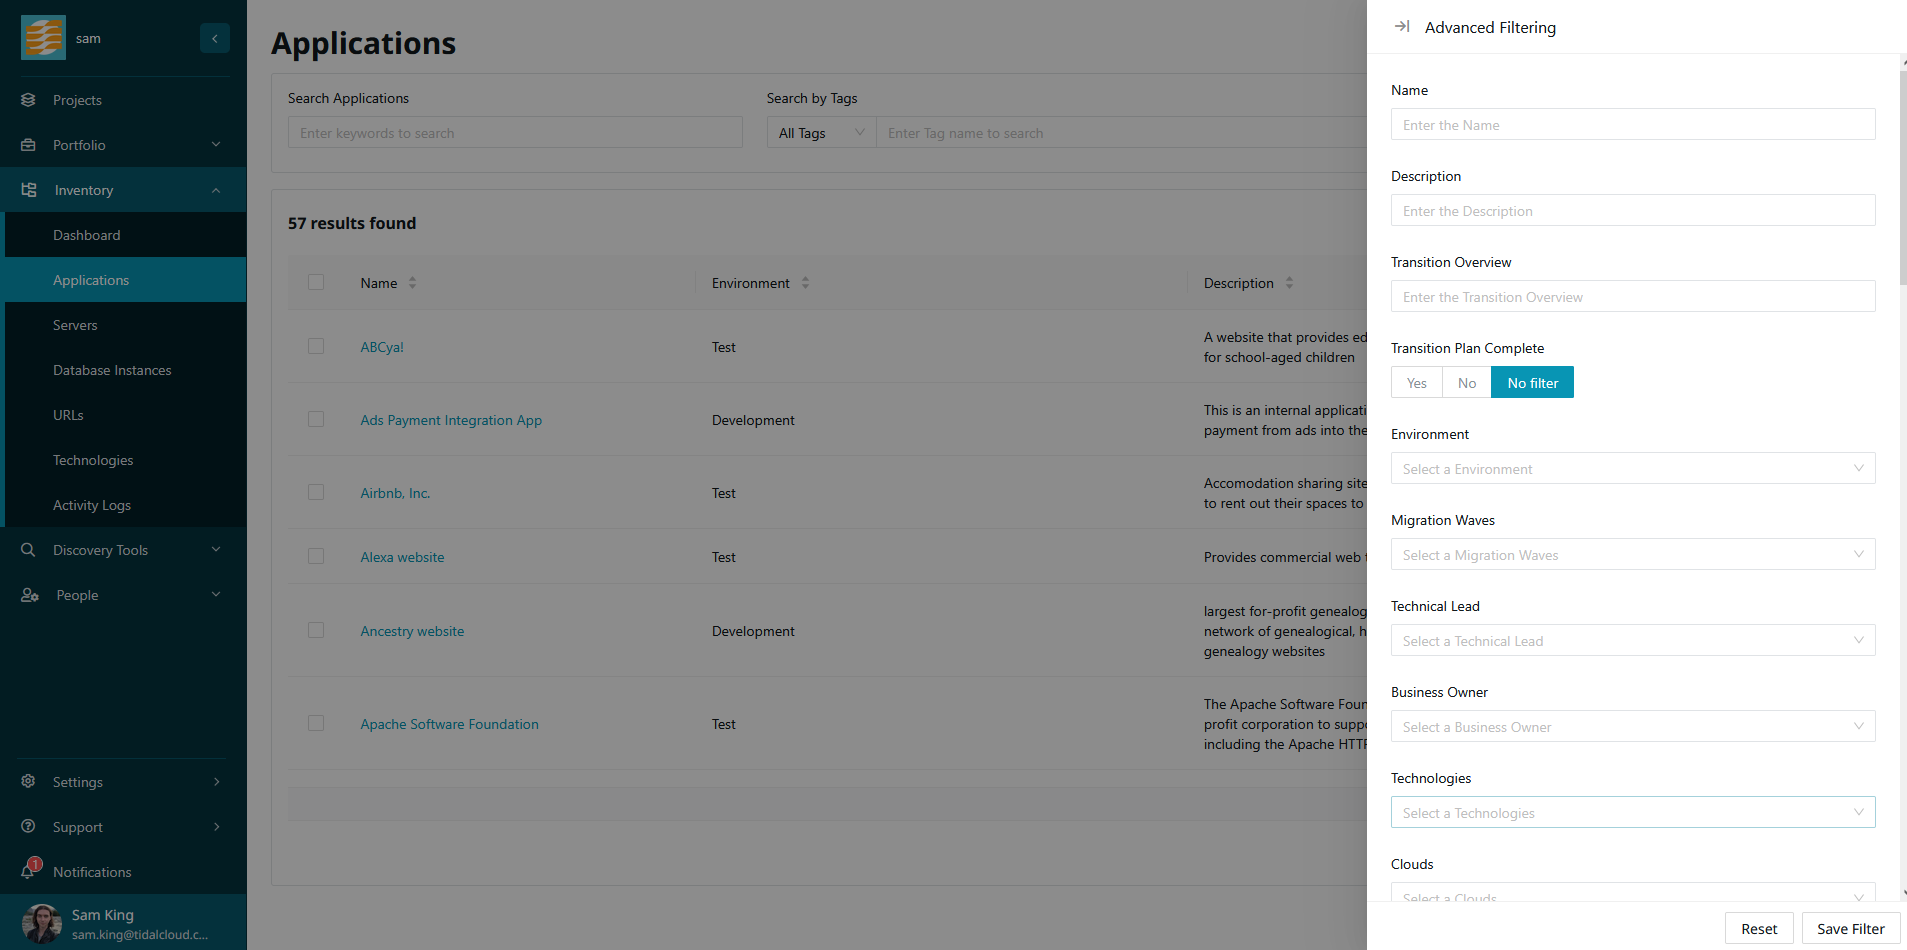 sam
Projects
Portfolio
Inventory
Dashboard
Applications
Servers
Database Instances
URLs
Technologies
Activity Logs
Discovery Tools
People
Settings
Support
1
Notifications
Sam King
sam.king@tidalcloud.c...
Applications
Search Applications
Enter keywords to search
Search by Tags
All Tags
Enter Tag name to search
57 results found
Name
Environment
Description
ABCya!
Test
A website that provides ed
for school-aged children
Ads Payment Integration App
Development
This is an internal applicati
payment from ads into the
Airbnb, Inc.
Test
Accomodation sharing site
to rent out their spaces to
Alexa website
Test
Provides commercial web
Ancestry website
Development
largest for-profit genealog
network of genealogical, h
genealogy websites
Apache Software Foundation
Test
The Apache Software Foun
profit corporation to supp
including the Apache HTT
Advanced Filtering
Name
Enter the Name
Description
Enter the Description
Transition Overview
Enter the Transition Overview
Transition Plan Complete
Yes
No
No filter
Environment
Select a Environment
Migration Waves
Select a Migration Waves
Technical Lead
Select a Technical Lead
Business Owner
Select a Business Owner
Technologies
Select a Technologies
Clouds
Select a Clouds
Reset
Save Filter